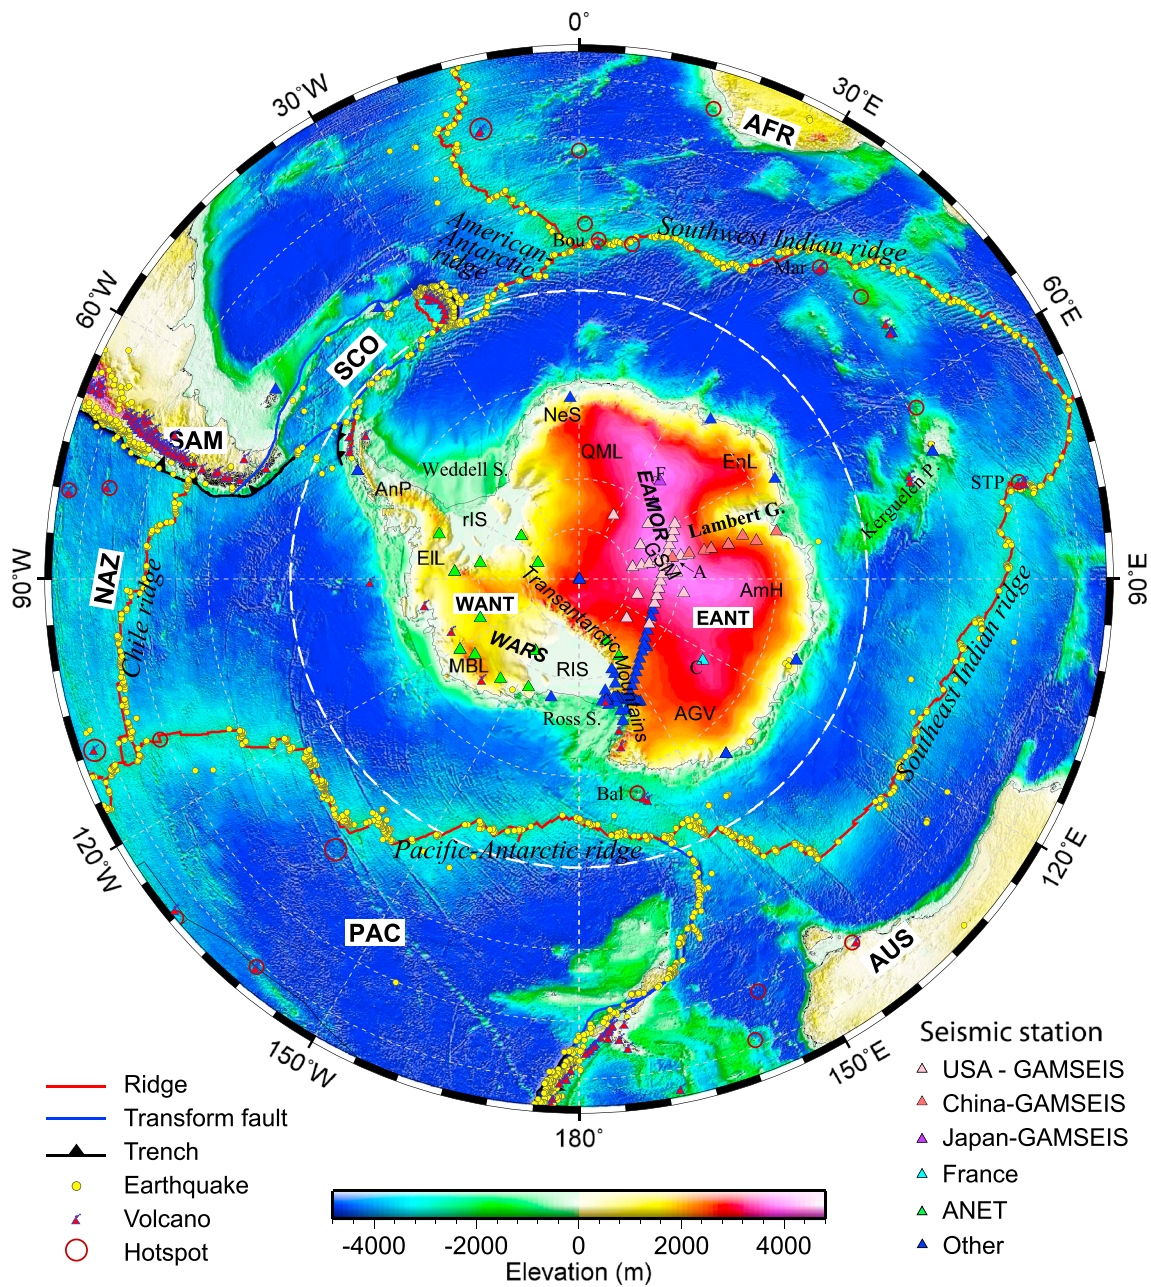 0°
30°W
30°E
AFR
60°W
60°E
American-
Antarctic
ridge
Southwest Indian ridge
Bou
Mar
SCO
SAM
NeS
QML
EnL
F
EAMOR
Weddell S.
AnP
rIS
Lambert G.
STP
Kerguelen P.
GSM
A
EIL
90°W
NAZ
Chile ridge
WANT
Transantarctic Mountains
AmH
EANT
90°E
WARS
MBL
RIS
C
Ross S.
AGV
Southeast Indian ridge
Bal
120°W
Pacific-Antarctic ridge
120°E
PAC
AUS
150°W
150°E
180°
Ridge
Transform fault
Trench
Earthquake
Volcano
Hotspot
Seismic station
USA - GAMSEIS
China-GAMSEIS
Japan-GAMSEIS
France
ANET
Other
-4000 -2000 0 2000 4000
Elevation (m)